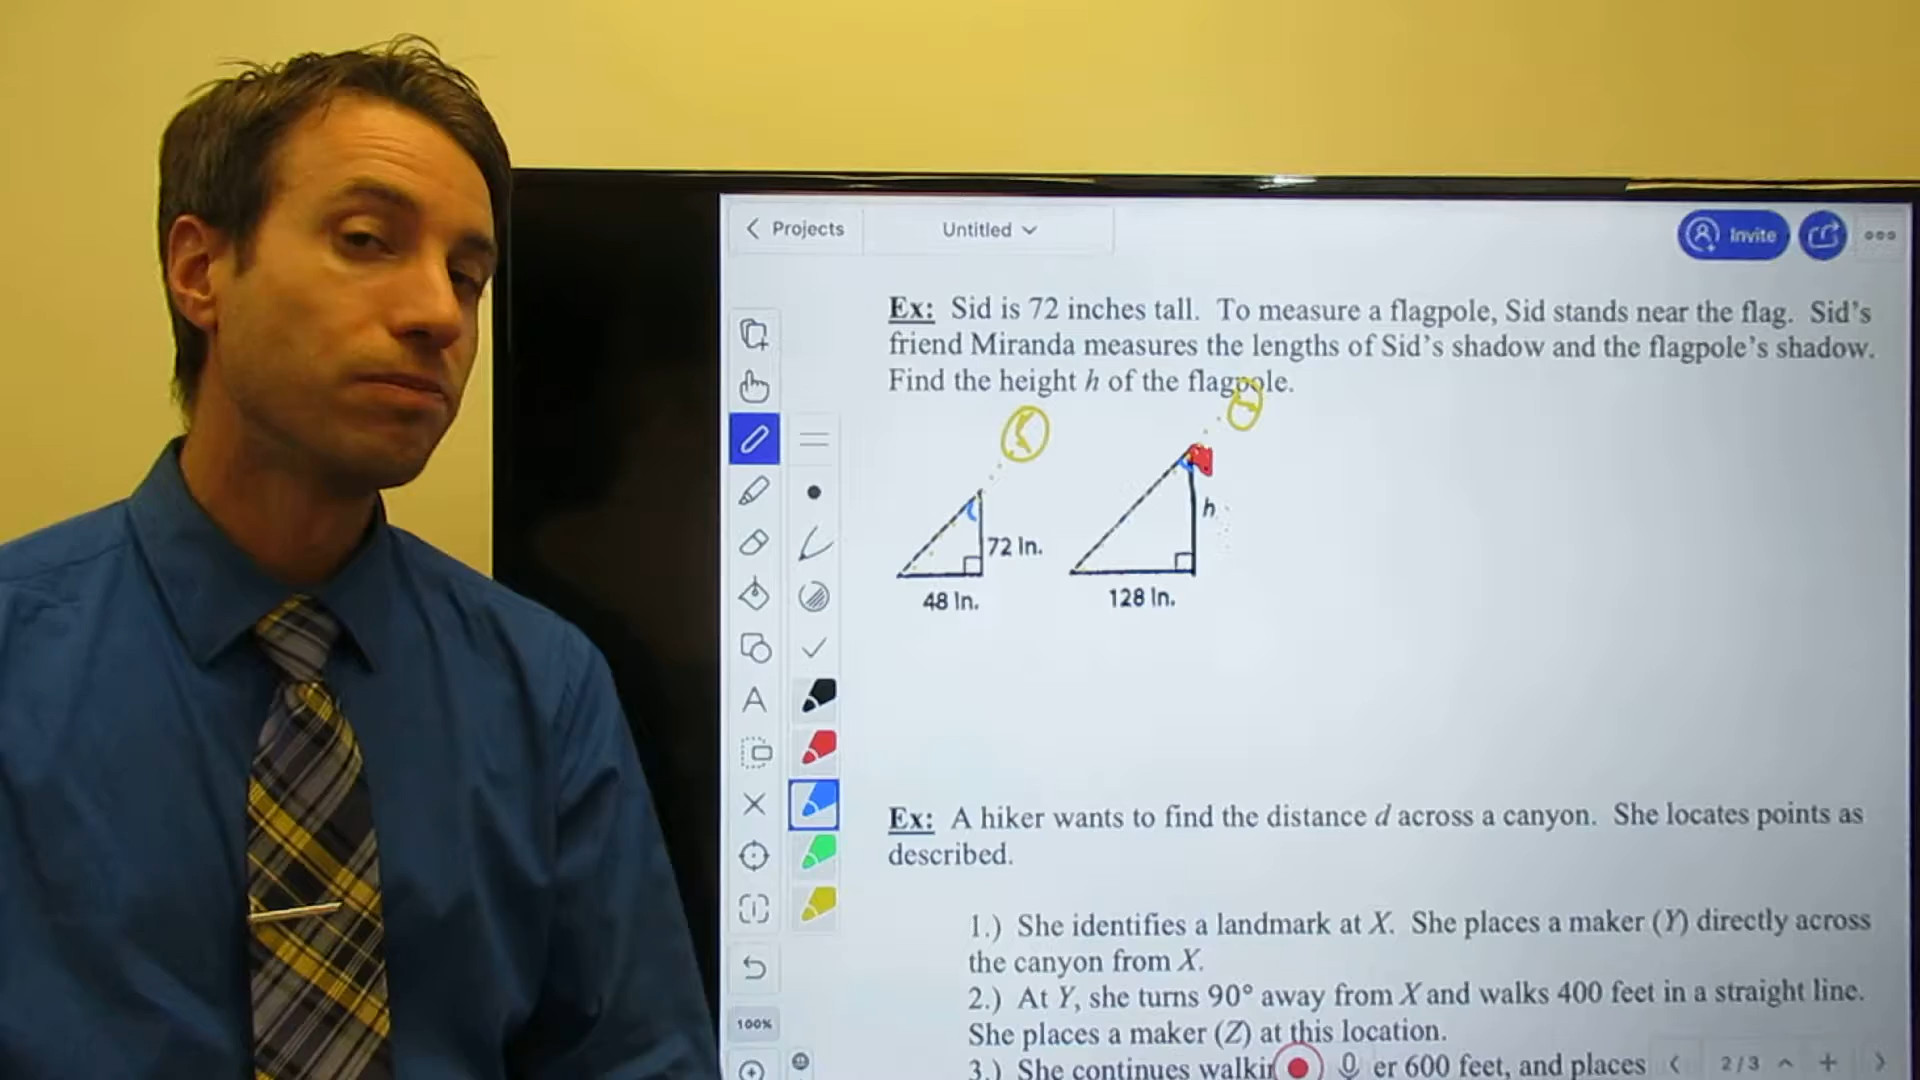 Projects
Untitled
Invite
Ex: Sid is 72 inches tall. To measure a flagpole, Sid stands near the flag. Sid's
friend Miranda measures the lengths of Sid's shadow and the flagpole's shadow.
Find the height h of the flagpole.
h
72 In.
48 In.
128 In.
A
Ex: A hiker wants to find the distance d across a canyon. She locates points as
described.
1.) She identifies a landmark at X. She places a maker (Y) directly across
the canyon from X.
2.) At Y, she turns 90° away from X and walks 400 feet in a straight line.
She places a maker (Z) at this location.
100%
3.) She continues walkin er 600 feet, and places
2/3